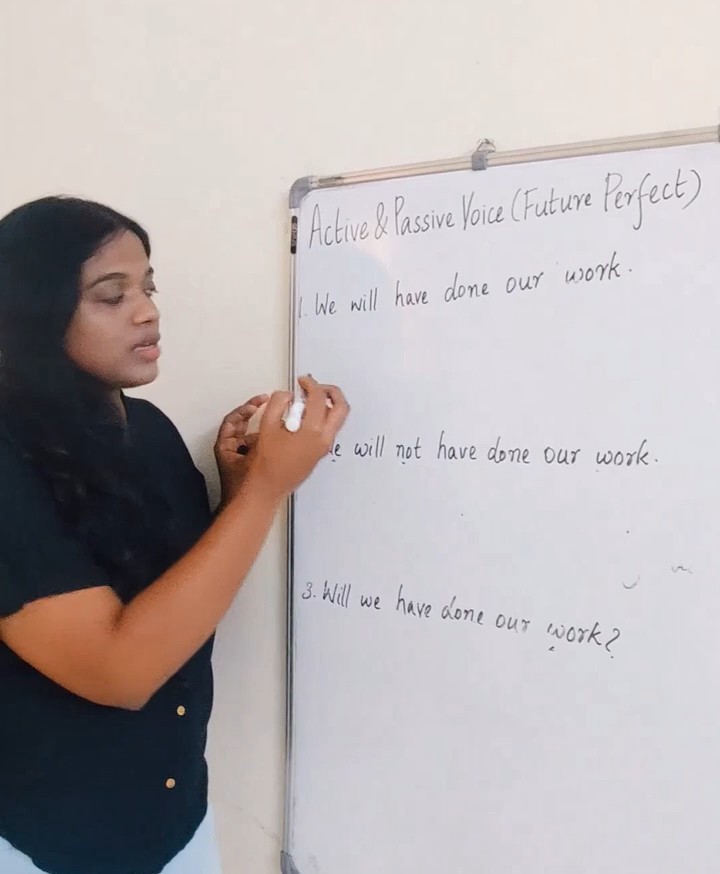 Active & Passive Voice (Future Perfect)
1. We will have done our work.
will not have done our work.
3. Will we have done our work?